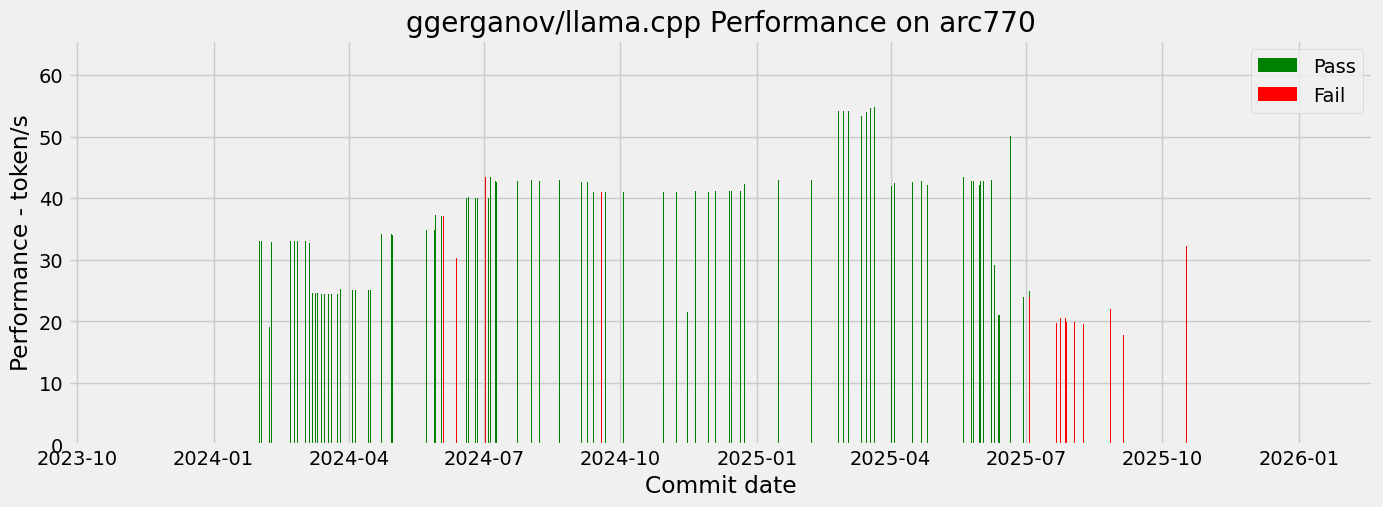 ggerganov/llama.cpp Performance on arc770
Pass
Fail
Performance - token/s
60
50
40
30
20
10
0
2023-10 2024-01 2024-04 2024-07 2024-10 2025-01 2025-04 2025-07 2025-10 2026-01
Commit date